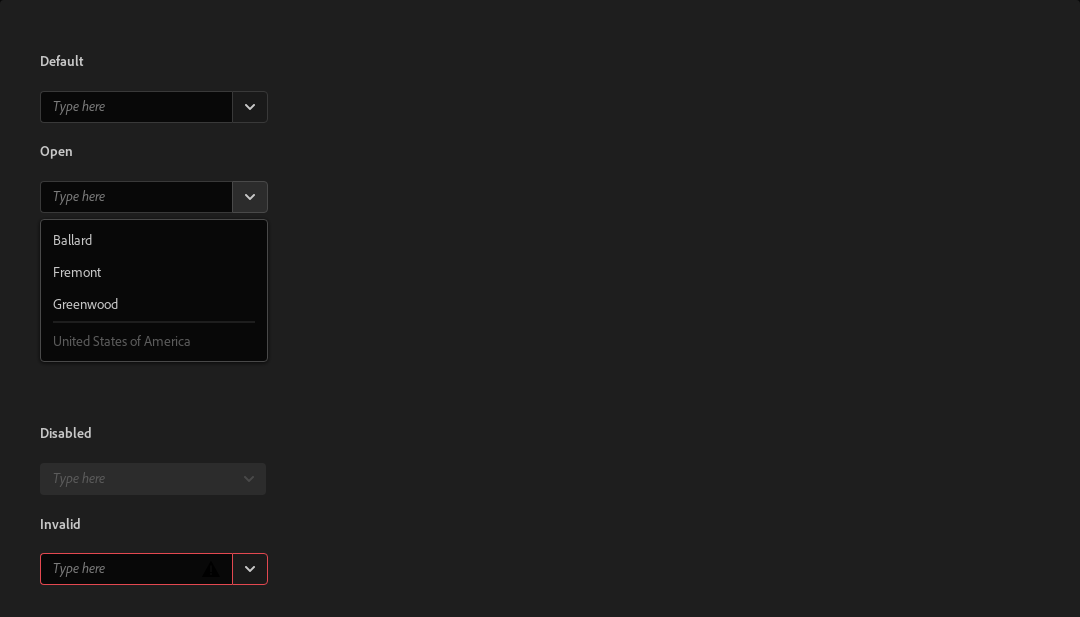 Default
Type here
Open
Type here
Ballard
Fremont
Greenwood
United States of America
Disabled
Type here
Invalid
Type here